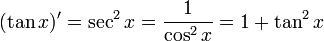 (tan x)′ = sec² x = 1/cos² x = 1 + tan² x